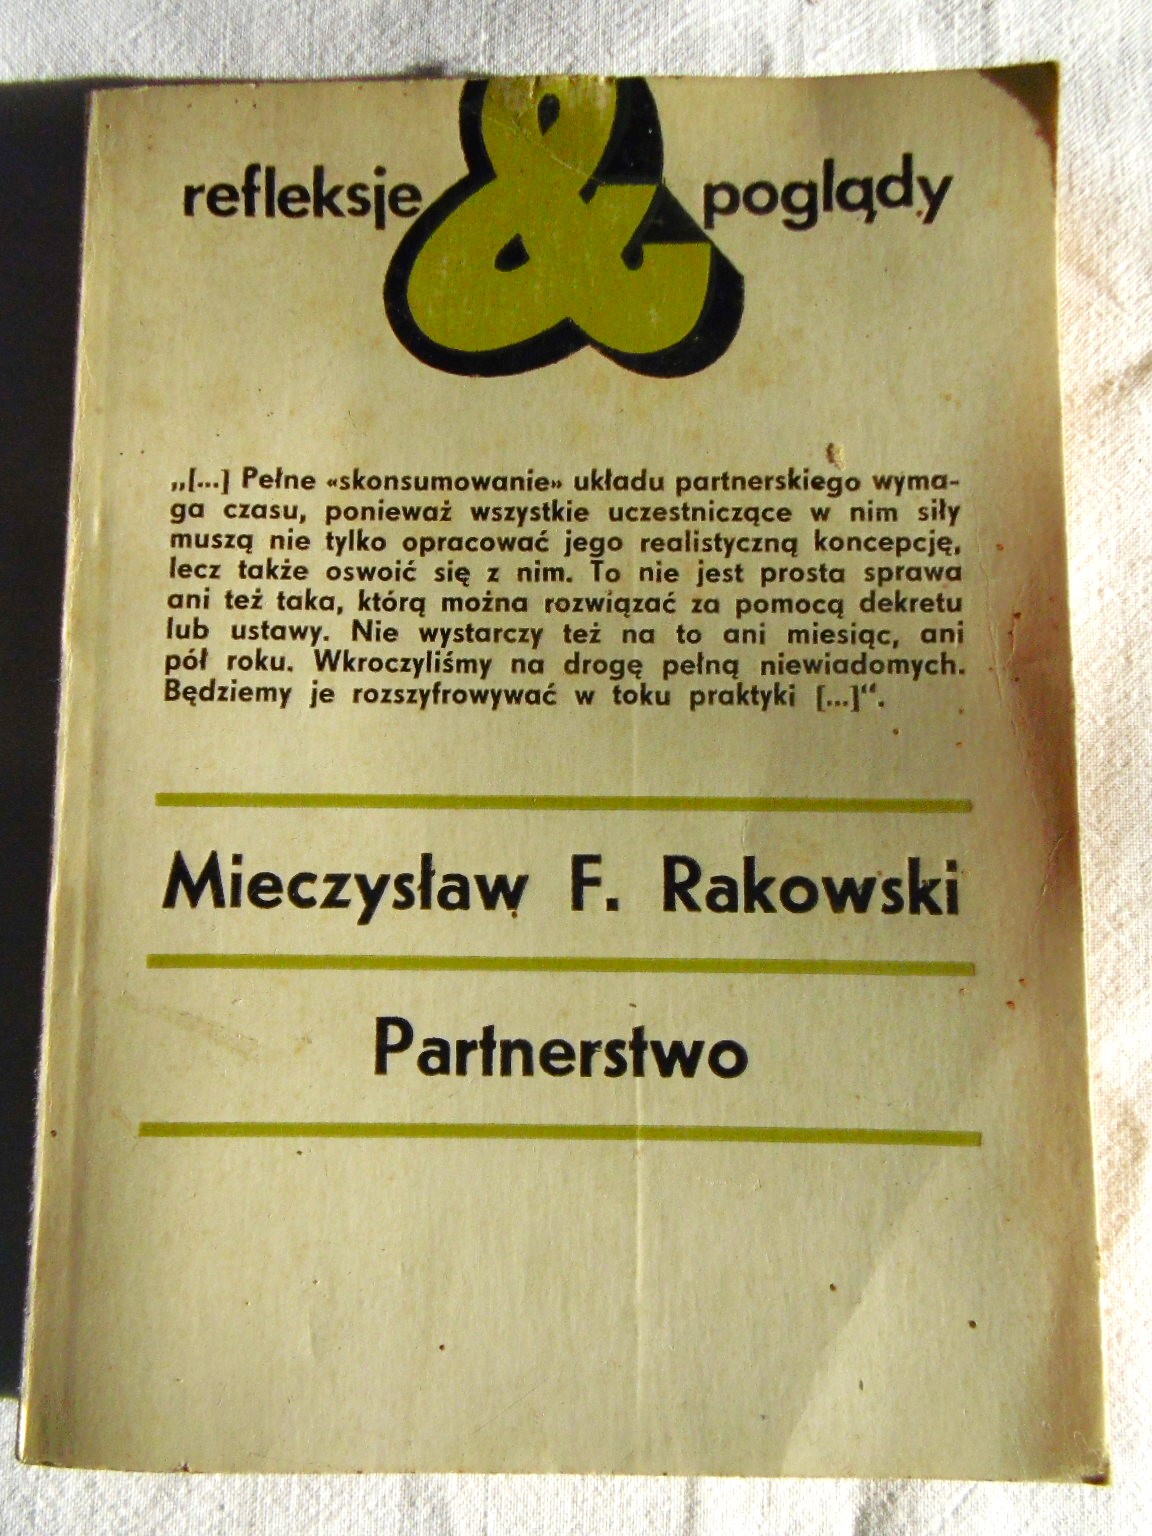 refleksje & poglądy
„[...] Pełne «skonsumowanie» układu partnerskiego wyma-
ga czasu, ponieważ wszystkie uczestniczące w nim siły
muszą nie tylko opracować jego realistyczną koncepcję,
lecz także oswoić się z nim. To nie jest prosta sprawa
ani też taka, którą można rozwiązać za pomocą dekretu
lub ustawy. Nie wystarczy też na to ani miesiąc, ani
pół roku. Wkroczyliśmy na drogę pełną niewiadomych.
Będziemy je rozszyfrowywać w toku praktyki [...]“.
Mieczysław F. Rakowski
Partnerstwo